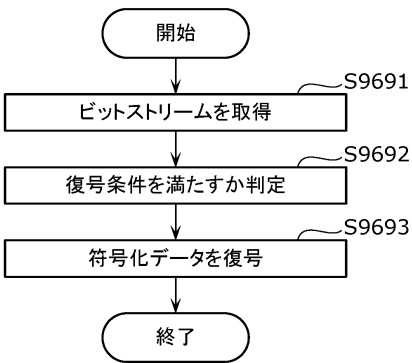 開始
S9691
ビットストリームを取得
S9692
復号条件を満たすか判定
S9693
符号化データを復号
終了